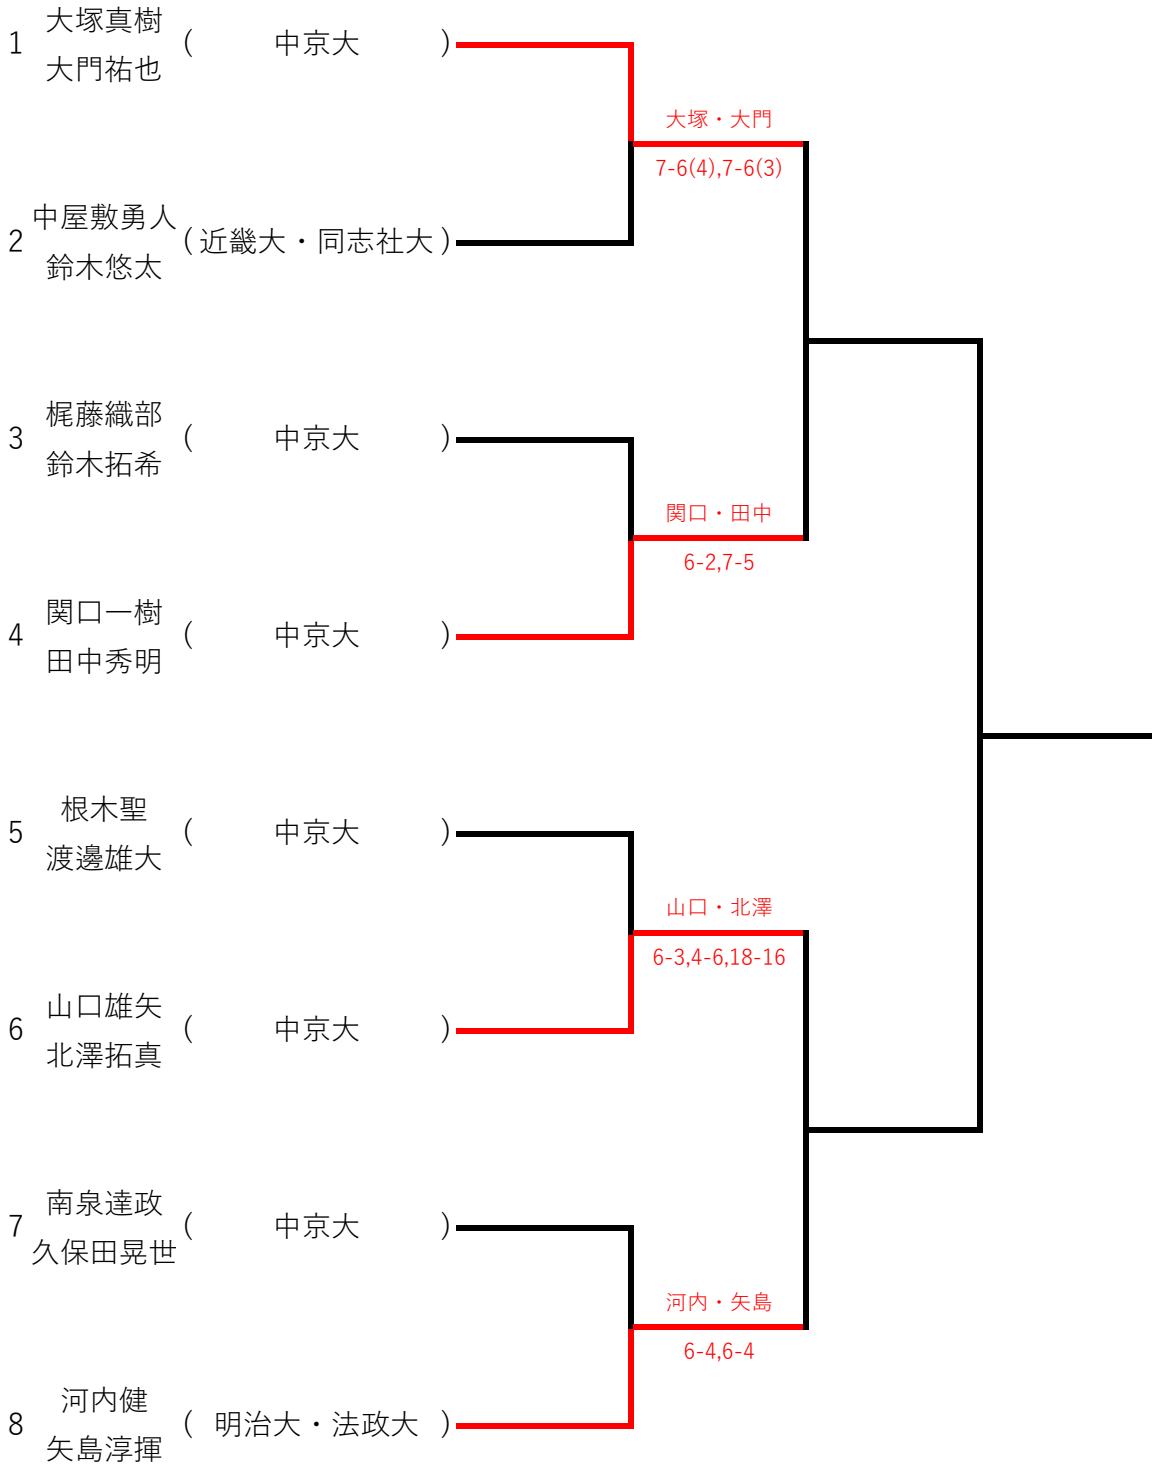 大塚真樹
1 ( 中京大 )
大門祐也
大塚・大門
7-6(4),7-6(3)
中屋敷勇人
2 (近畿大・同志社大)
鈴木悠太
梶藤織部
3 ( 中京大 )
鈴木拓希
関口・田中
6-2,7-5
関口一樹
4 ( 中京大 )
田中秀明
根木聖
5 ( 中京大 )
渡邊雄大
山口・北澤
6-3,4-6,18-16
山口雄矢
6 ( 中京大 )
北澤拓真
南泉達政
7 ( 中京大 )
久保田晃世
河内・矢島
6-4,6-4
河内健
8 ( 明治大・法政大 )
矢島淳揮